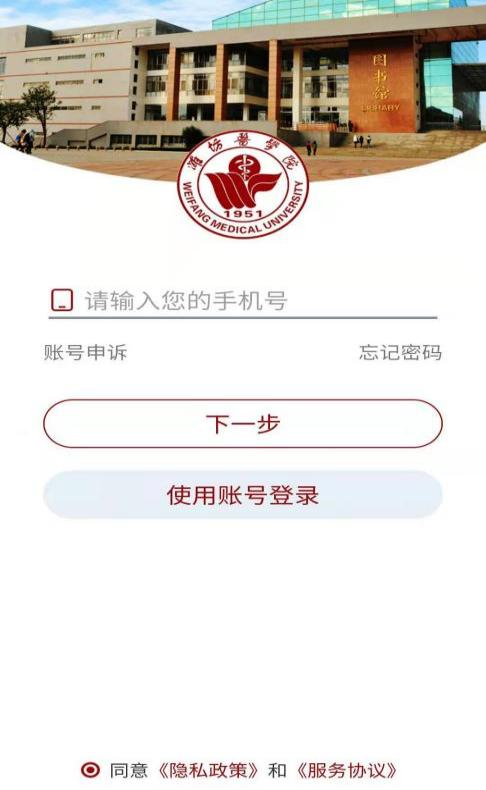 图书馆
LIBRARY
潍坊醫學院
1951
WEIFANG MEDICAL UNIVERSITY
请输入您的手机号
账号申诉 忘记密码
下一步
使用账号登录
同意《隐私政策》和《服务协议》